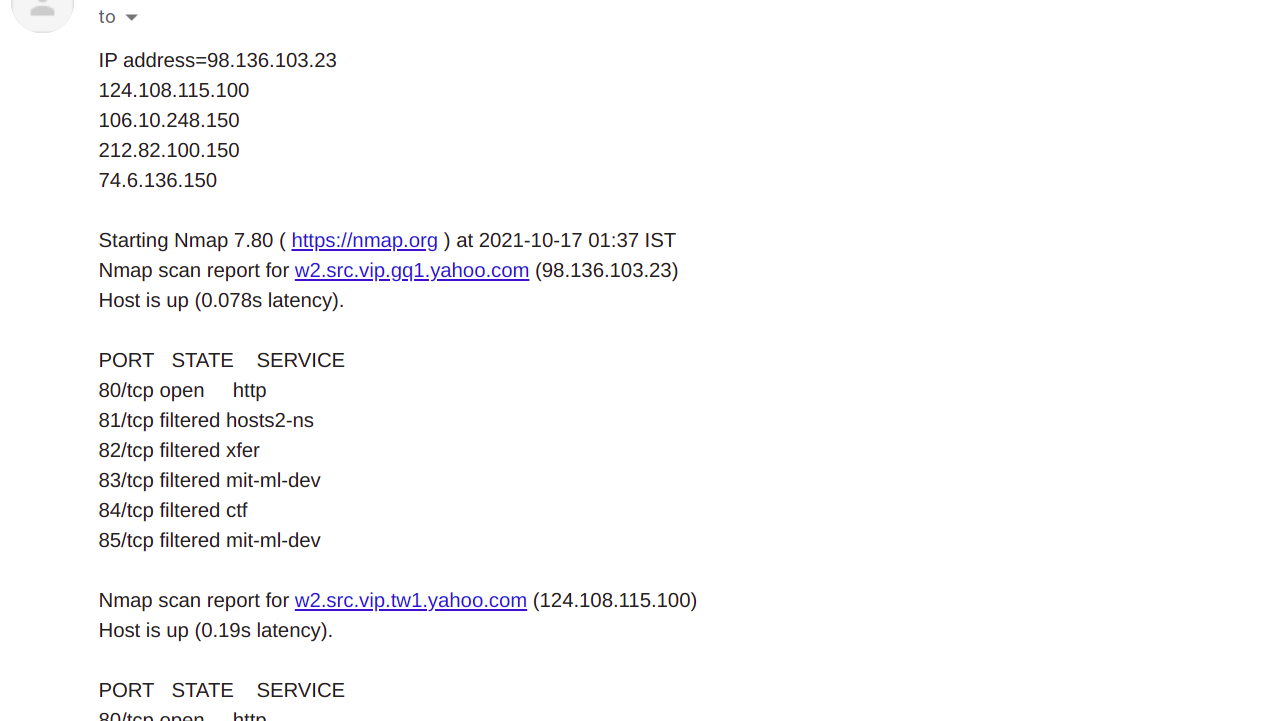 to
IP address=98.136.103.23
124.108.115.100
106.10.248.150
212.82.100.150
74.6.136.150
Starting Nmap 7.80 ( https://nmap.org ) at 2021-10-17 01:37 IST
Nmap scan report for w2.src.vip.gq1.yahoo.com (98.136.103.23)
Host is up (0.078s latency).
PORT STATE SERVICE
80/tcp open http
81/tcp filtered hosts2-ns
82/tcp filtered xfer
83/tcp filtered mit-ml-dev
84/tcp filtered ctf
85/tcp filtered mit-ml-dev
Nmap scan report for w2.src.vip.tw1.yahoo.com (124.108.115.100)
Host is up (0.19s latency).
PORT STATE SERVICE
80/tcp open http